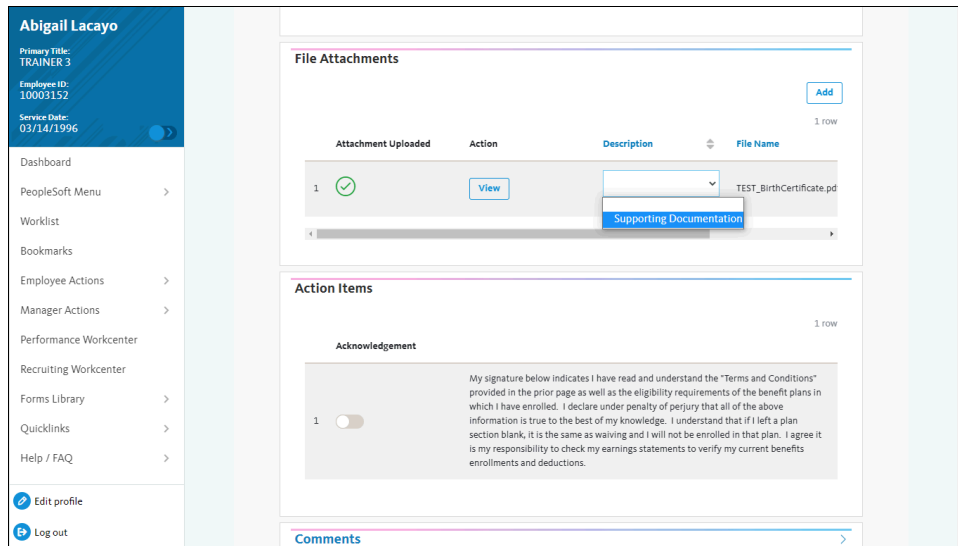 Abigail Lacayo
Primary Title:
TRAINER 3
Employee ID:
10003152
Service Date:
03/14/1996
Dashboard
PeopleSoft Menu
Worklist
Bookmarks
Employee Actions
Manager Actions
Performance Workcenter
Recruiting Workcenter
Forms Library
Quicklinks
Help / FAQ
Edit profile
Log out
File Attachments
Add
1 row
Attachment Uploaded Action Description File Name
1 View TEST_BirthCertificate.pd
Supporting Documentation
Action Items
1 row
Acknowledgement
My signature below indicates I have read and understand the "Terms and Conditions"
provided in the prior page as well as the eligibility requirements of the benefit plans in
which I have enrolled. I declare under penalty of perjury that all of the above
1 information is true to the best of my knowledge. I understand that if I left a plan
section blank, it is the same as waiving and I will not be enrolled in that plan. I agree it
is my responsibility to check my earnings statements to verify my current benefits
enrollments and deductions.
Comments